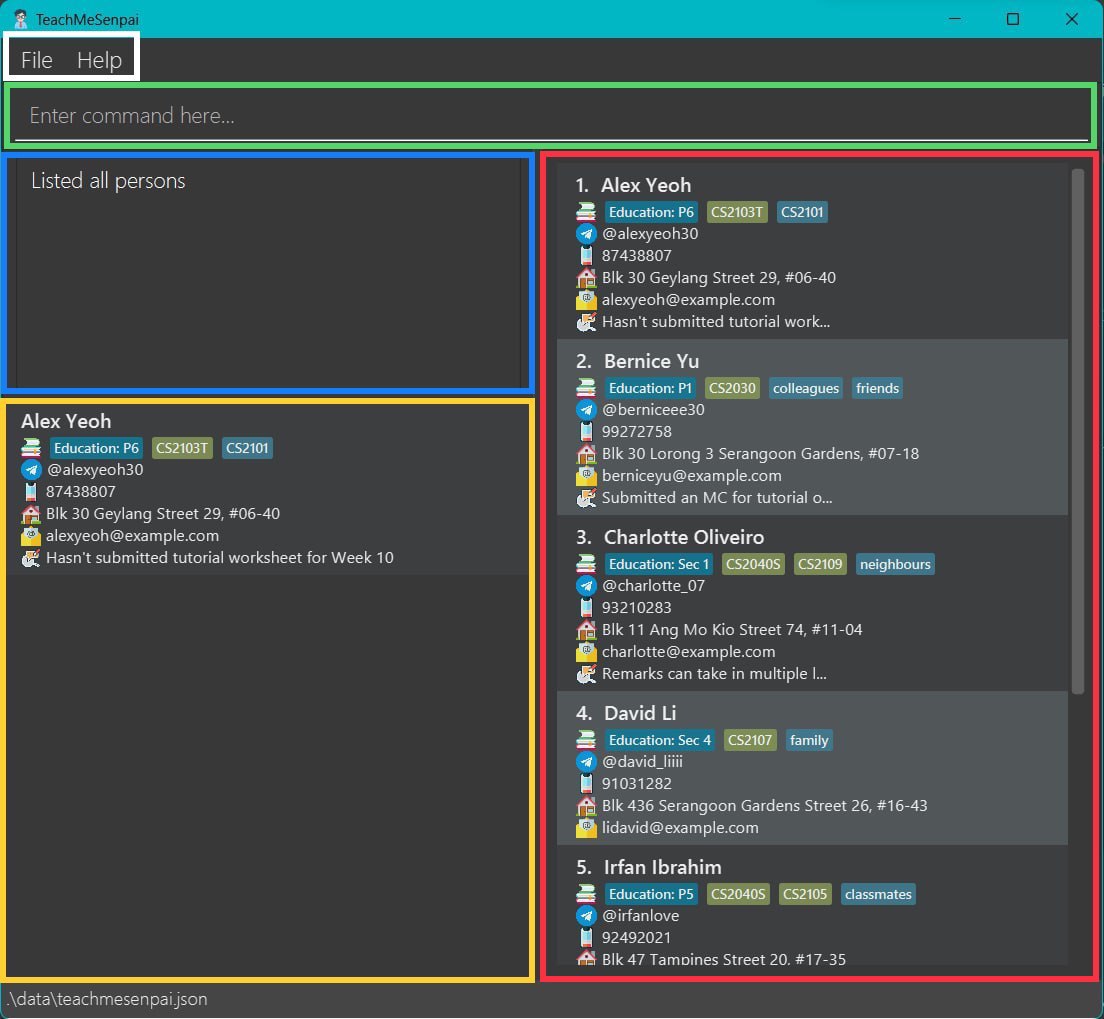 TeachMeSenpai
File Help
Enter command here...
Listed all persons
Alex Yeoh
Education: P6 CS2103T CS2101
@alexyeoh30
87438807
Blk 30 Geylang Street 29, #06-40
alexyeoh@example.com
Hasn't submitted tutorial worksheet for Week 10
1. Alex Yeoh
Education: P6 CS2103T CS2101
@alexyeoh30
87438807
Blk 30 Geylang Street 29, #06-40
alexyeoh@example.com
Hasn't submitted tutorial work...
2. Bernice Yu
Education: P1 CS2030 colleagues friends
@berniceee30
99272758
Blk 30 Lorong 3 Serangoon Gardens, #07-18
berniceyu@example.com
Submitted an MC for tutorial o...
3. Charlotte Oliveiro
Education: Sec 1 CS2040S CS2109 neighbours
@charlotte_07
93210283
Blk 11 Ang Mo Kio Street 74, #11-04
charlotte@example.com
Remarks can take in multiple l...
4. David Li
Education: Sec 4 CS2107 family
@david_liiii
91031282
Blk 436 Serangoon Gardens Street 26, #16-43
lidavid@example.com
5. Irfan Ibrahim
Education: P5 CS2040S CS2105 classmates
@irfanlove
92492021
Blk 47 Tampines Street 20, #17-35
.\data\teachmesenpai.json